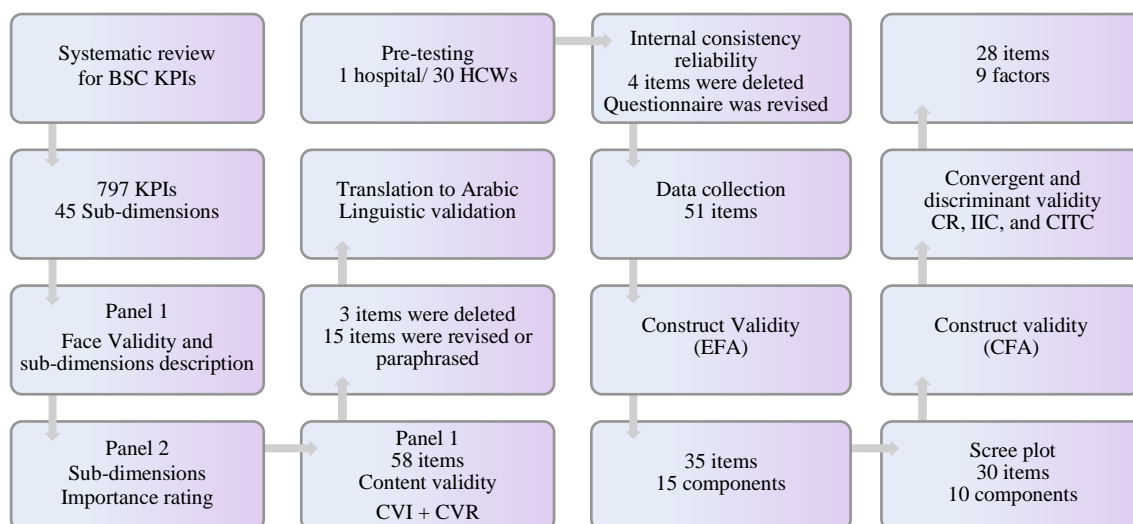 Systematic review
for BSC KPIs
797 KPIs
45 Sub-dimensions
Panel 1
Face Validity and
sub-dimensions description
Panel 2
Sub-dimensions
Importance rating
Panel 1
58 items
Content validity
CVI + CVR
3 items were deleted
15 items were revised or
paraphrased
Translation to Arabic
Linguistic validation
Pre-testing
1 hospital/ 30 HCWs
Internal consistency
reliability
4 items were deleted
Questionnaire was revised
Data collection
51 items
Construct Validity
(EFA)
35 items
15 components
Scree plot
30 items
10 components
Construct validity
(CFA)
Convergent and
discriminant validity
CR, IIC, and CITC
28 items
9 factors